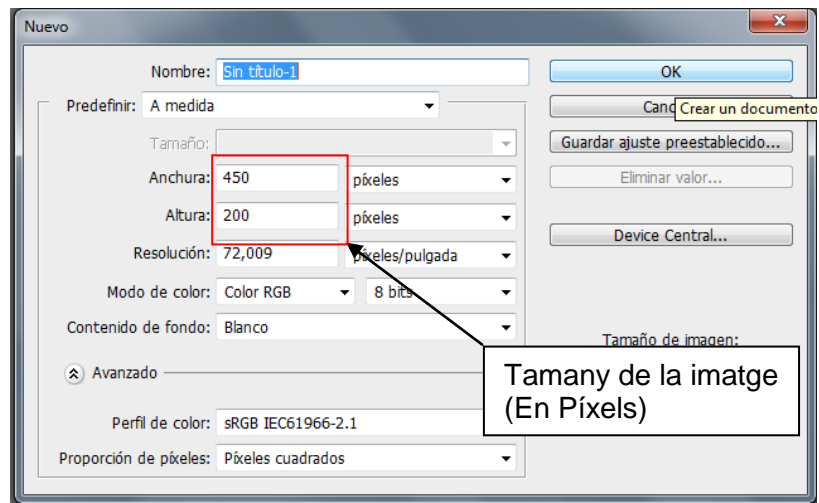 Nuevo
Nombre: Sin título-1
OK
Predefinir: A medida
Canc
Crear un documento
Tamaño:
Guardar ajuste preestablecido...
Anchura: 450 píxeles
Eliminar valor...
Altura: 200 píxeles
Device Central...
Resolución: 72,009 píxeles/pulgada
Modo de color: Color RGB 8 bits
Contenido de fondo: Blanco
Tamaño de imagen:
Avanzado
Tamany de la imatge
(En Píxels)
Perfil de color: sRGB IEC61966-2.1
Proporción de píxeles: Píxeles cuadrados